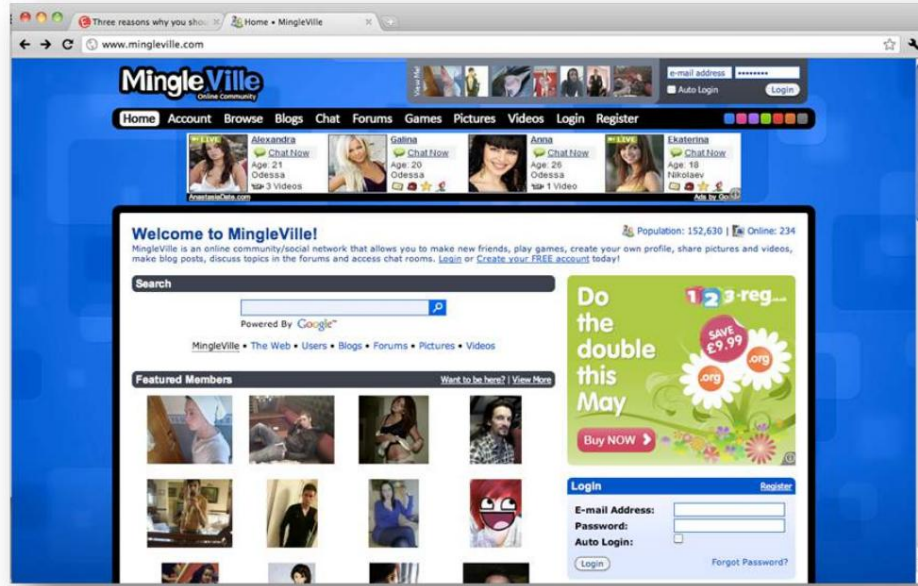 Three reasons why you shou
Home • MingleVille
www.mingleville.com
MingleVille
Online Community
View Me!
e-mail address
Auto Login
Login
Home Account Browse Blogs Chat Forums Games Pictures Videos Login Register
LIVE
Alexandra
Chat Now
Age: 21
Odessa
3 Videos
Galina
Chat Now
Age: 20
Odessa
LIVE
Anna
Chat Now
Age: 26
Odessa
1 Video
LIVE
Ekaterina
Chat Now
Age: 18
Nikolaev
AnastasiaDate.com
Ads by Google
Welcome to MingleVille!
Population: 152,630 | Online: 234
MingleVille is an online community/social network that allows you to make new friends, play games, create your own profile, share pictures and videos,
make blog posts, discuss topics in the forums and access chat rooms. Login or Create your FREE account today!
Search
Powered By Google™
MingleVille • The Web • Users • Blogs • Forums • Pictures • Videos
Featured Members
Want to be here? | View More
Do
the
double
this
May
123-reg.co.uk
SAVE
£9.99
.org
.org
Buy NOW
Login
Register
E-mail Address:
Password:
Auto Login:
Login
Forgot Password?